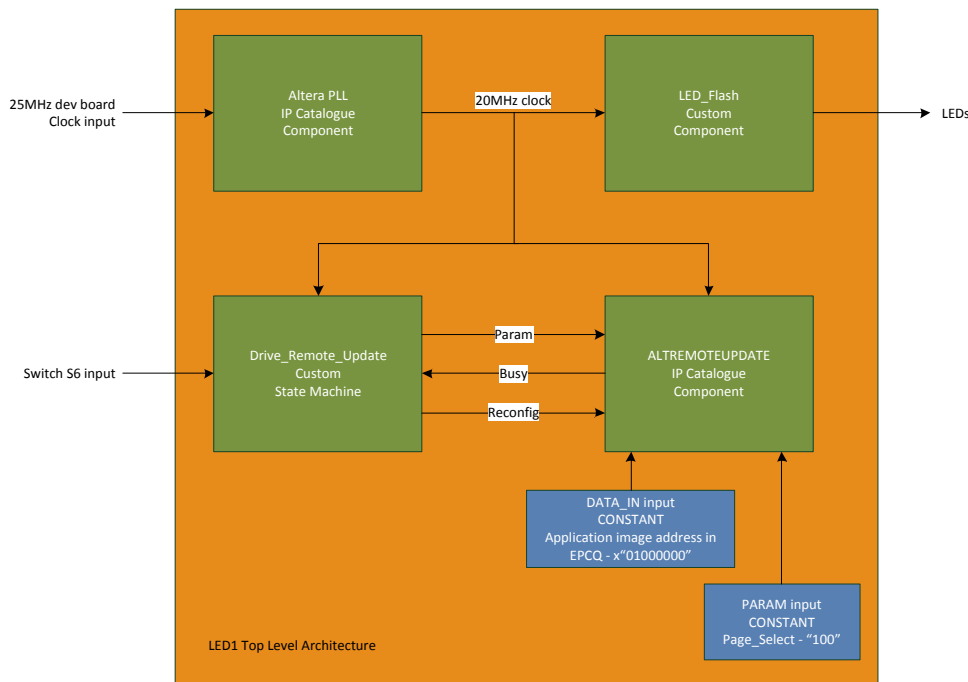 25MHz dev board
Clock input
Altera PLL
IP Catalogue
Component
20MHz clock
LED_Flash
Custom
Component
LEDs
Switch S6 input
Drive_Remote_Update
Custom
State Machine
Param
Busy
Reconfig
ALTREMOTEUPDATE
IP Catalogue
Component
DATA_IN input
CONSTANT
Application image address in
EPCQ - x“01000000”
PARAM input
CONSTANT
Page_Select - “100”
LED1 Top Level Architecture